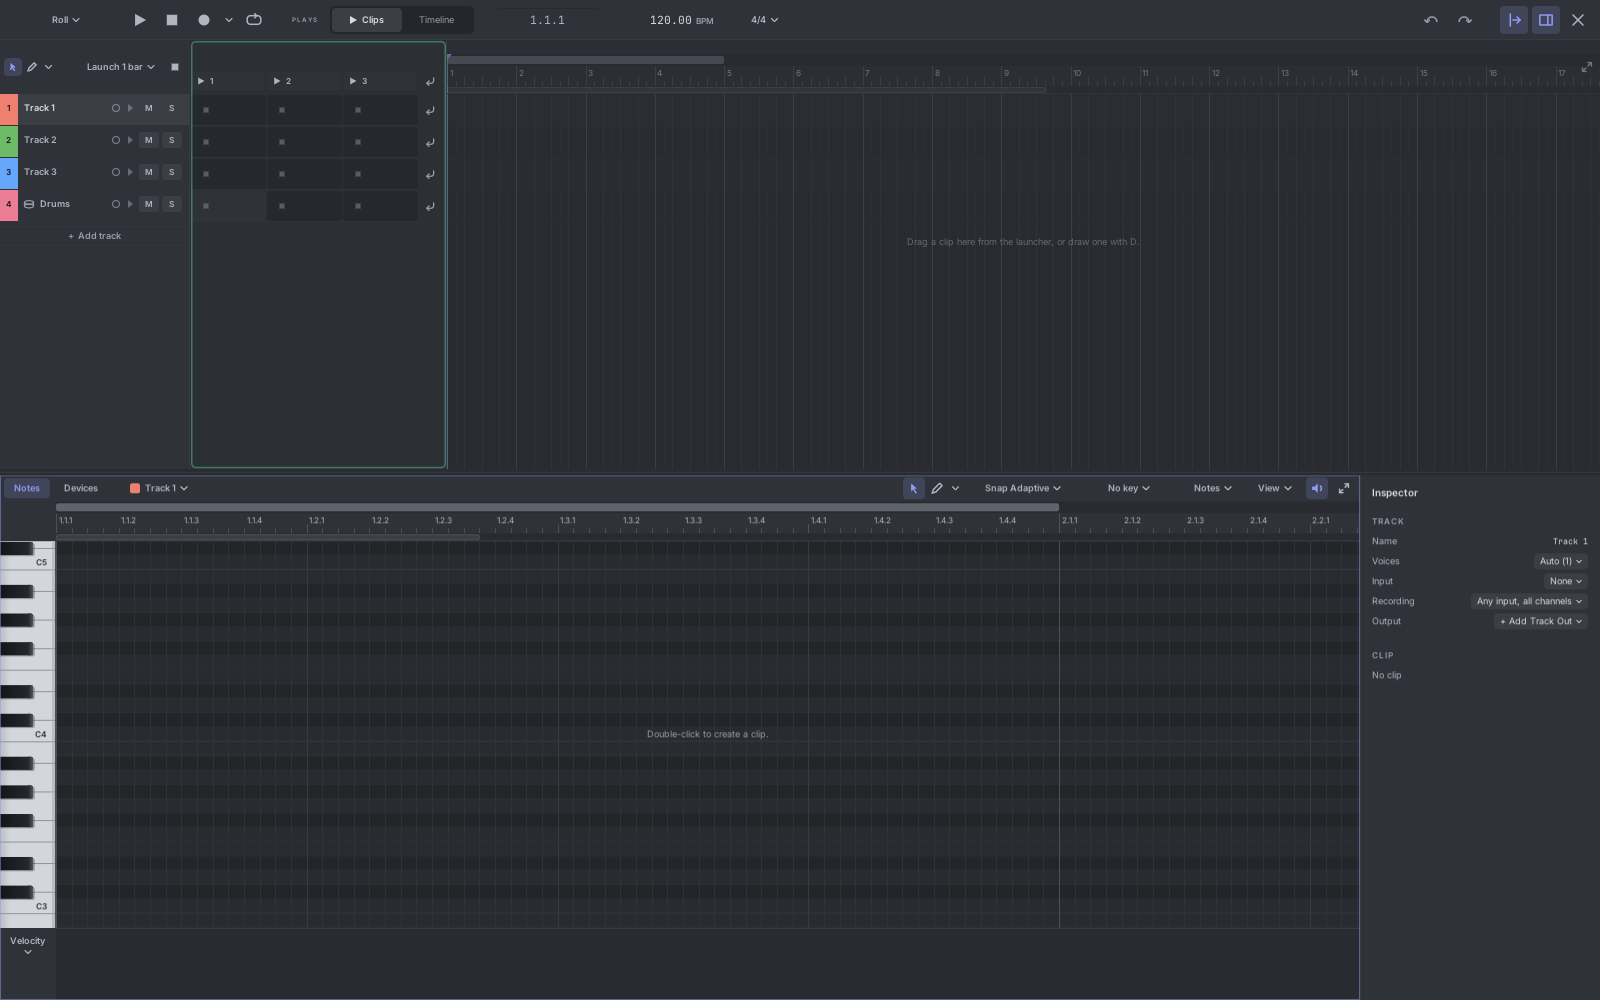 Roll
PLAYS
Clips
Timeline
1.1.1
120.00 BPM
4/4
Launch 1 bar
1 2 3
1 2 3 4 5 6 7 8 9 10 11 12 13 14 15 16 17
1 Track 1 M S
2 Track 2 M S
3 Track 3 M S
4 Drums M S
+ Add track
Drag a clip here from the launcher, or draw one with D.
Notes
Devices
Track 1
Snap Adaptive
No key
Notes
View
1.1.1 1.1.2 1.1.3 1.1.4 1.2.1 1.2.2 1.2.3 1.2.4 1.3.1 1.3.2 1.3.3 1.3.4 1.4.1 1.4.2 1.4.3 1.4.4 2.1.1 2.1.2 2.1.3 2.1.4 2.2.1
C5
C4
Double-click to create a clip.
C3
Velocity
Inspector
TRACK
Name Track 1
Voices Auto (1)
Input None
Recording Any input, all channels
Output + Add Track Out
CLIP
No clip